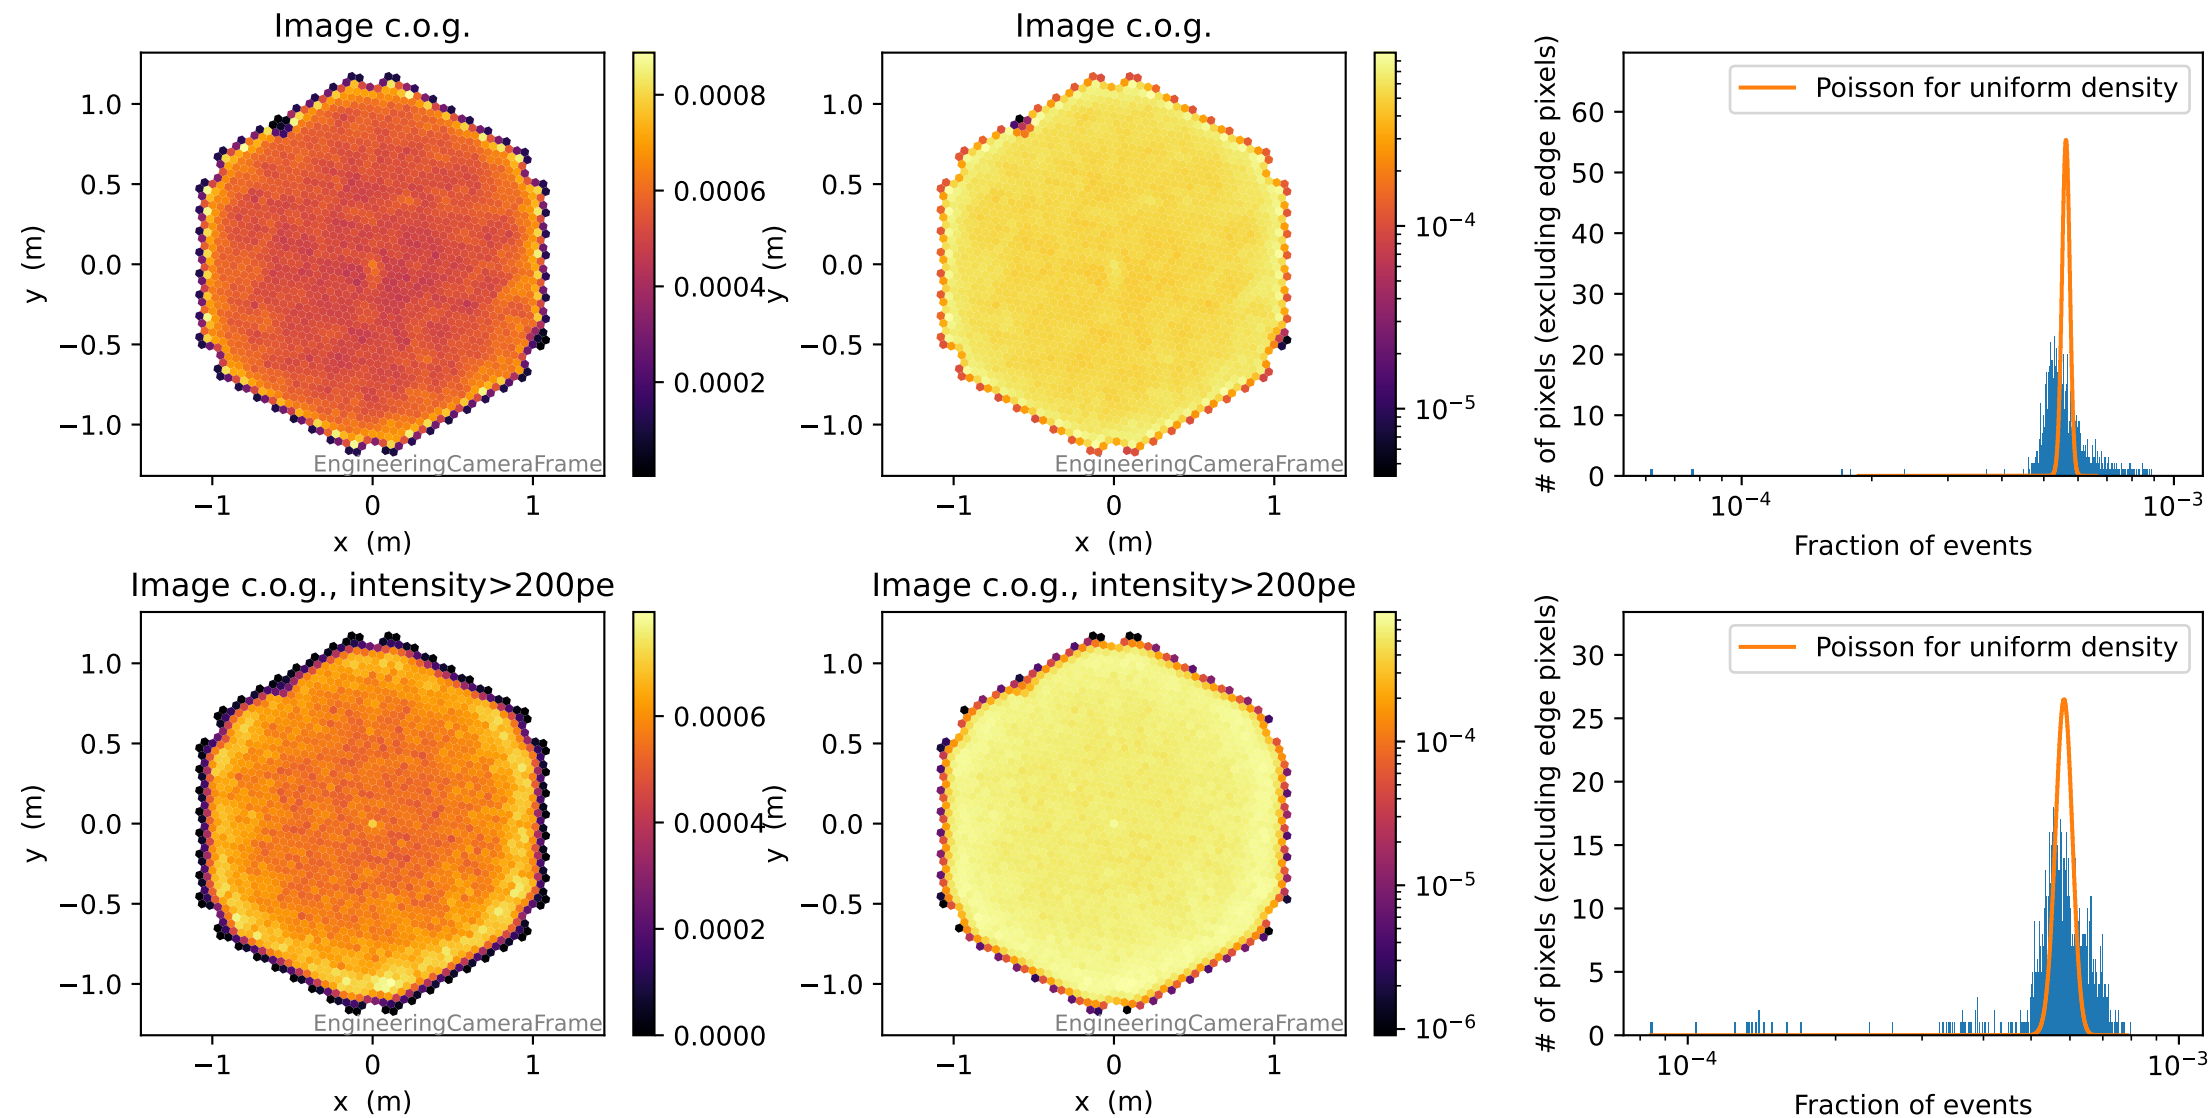 Image c.o.g.
1.0
0.5
0.0
−0.5
−1.0
y (m)
−1
0
1
x (m)
EngineeringCameraFrame
0.0008
0.0006
0.0004
0.0002
Image c.o.g.
1.0
0.5
0.0
−0.5
−1.0
y (m)
−1
0
1
x (m)
EngineeringCameraFrame
10⁻⁴
10⁻⁵
# of pixels (excluding edge pixels)
60
50
40
30
20
10
0
Poisson for uniform density
10⁻⁴
10⁻³
Fraction of events
Image c.o.g., intensity>200pe
1.0
0.5
0.0
−0.5
−1.0
y (m)
−1
0
1
x (m)
EngineeringCameraFrame
0.0006
0.0004
0.0002
0.0000
Image c.o.g., intensity>200pe
1.0
0.5
0.0
−0.5
−1.0
y (m)
−1
0
1
x (m)
EngineeringCameraFrame
10⁻⁴
10⁻⁵
10⁻⁶
# of pixels (excluding edge pixels)
30
25
20
15
10
5
0
Poisson for uniform density
10⁻⁴
10⁻³
Fraction of events